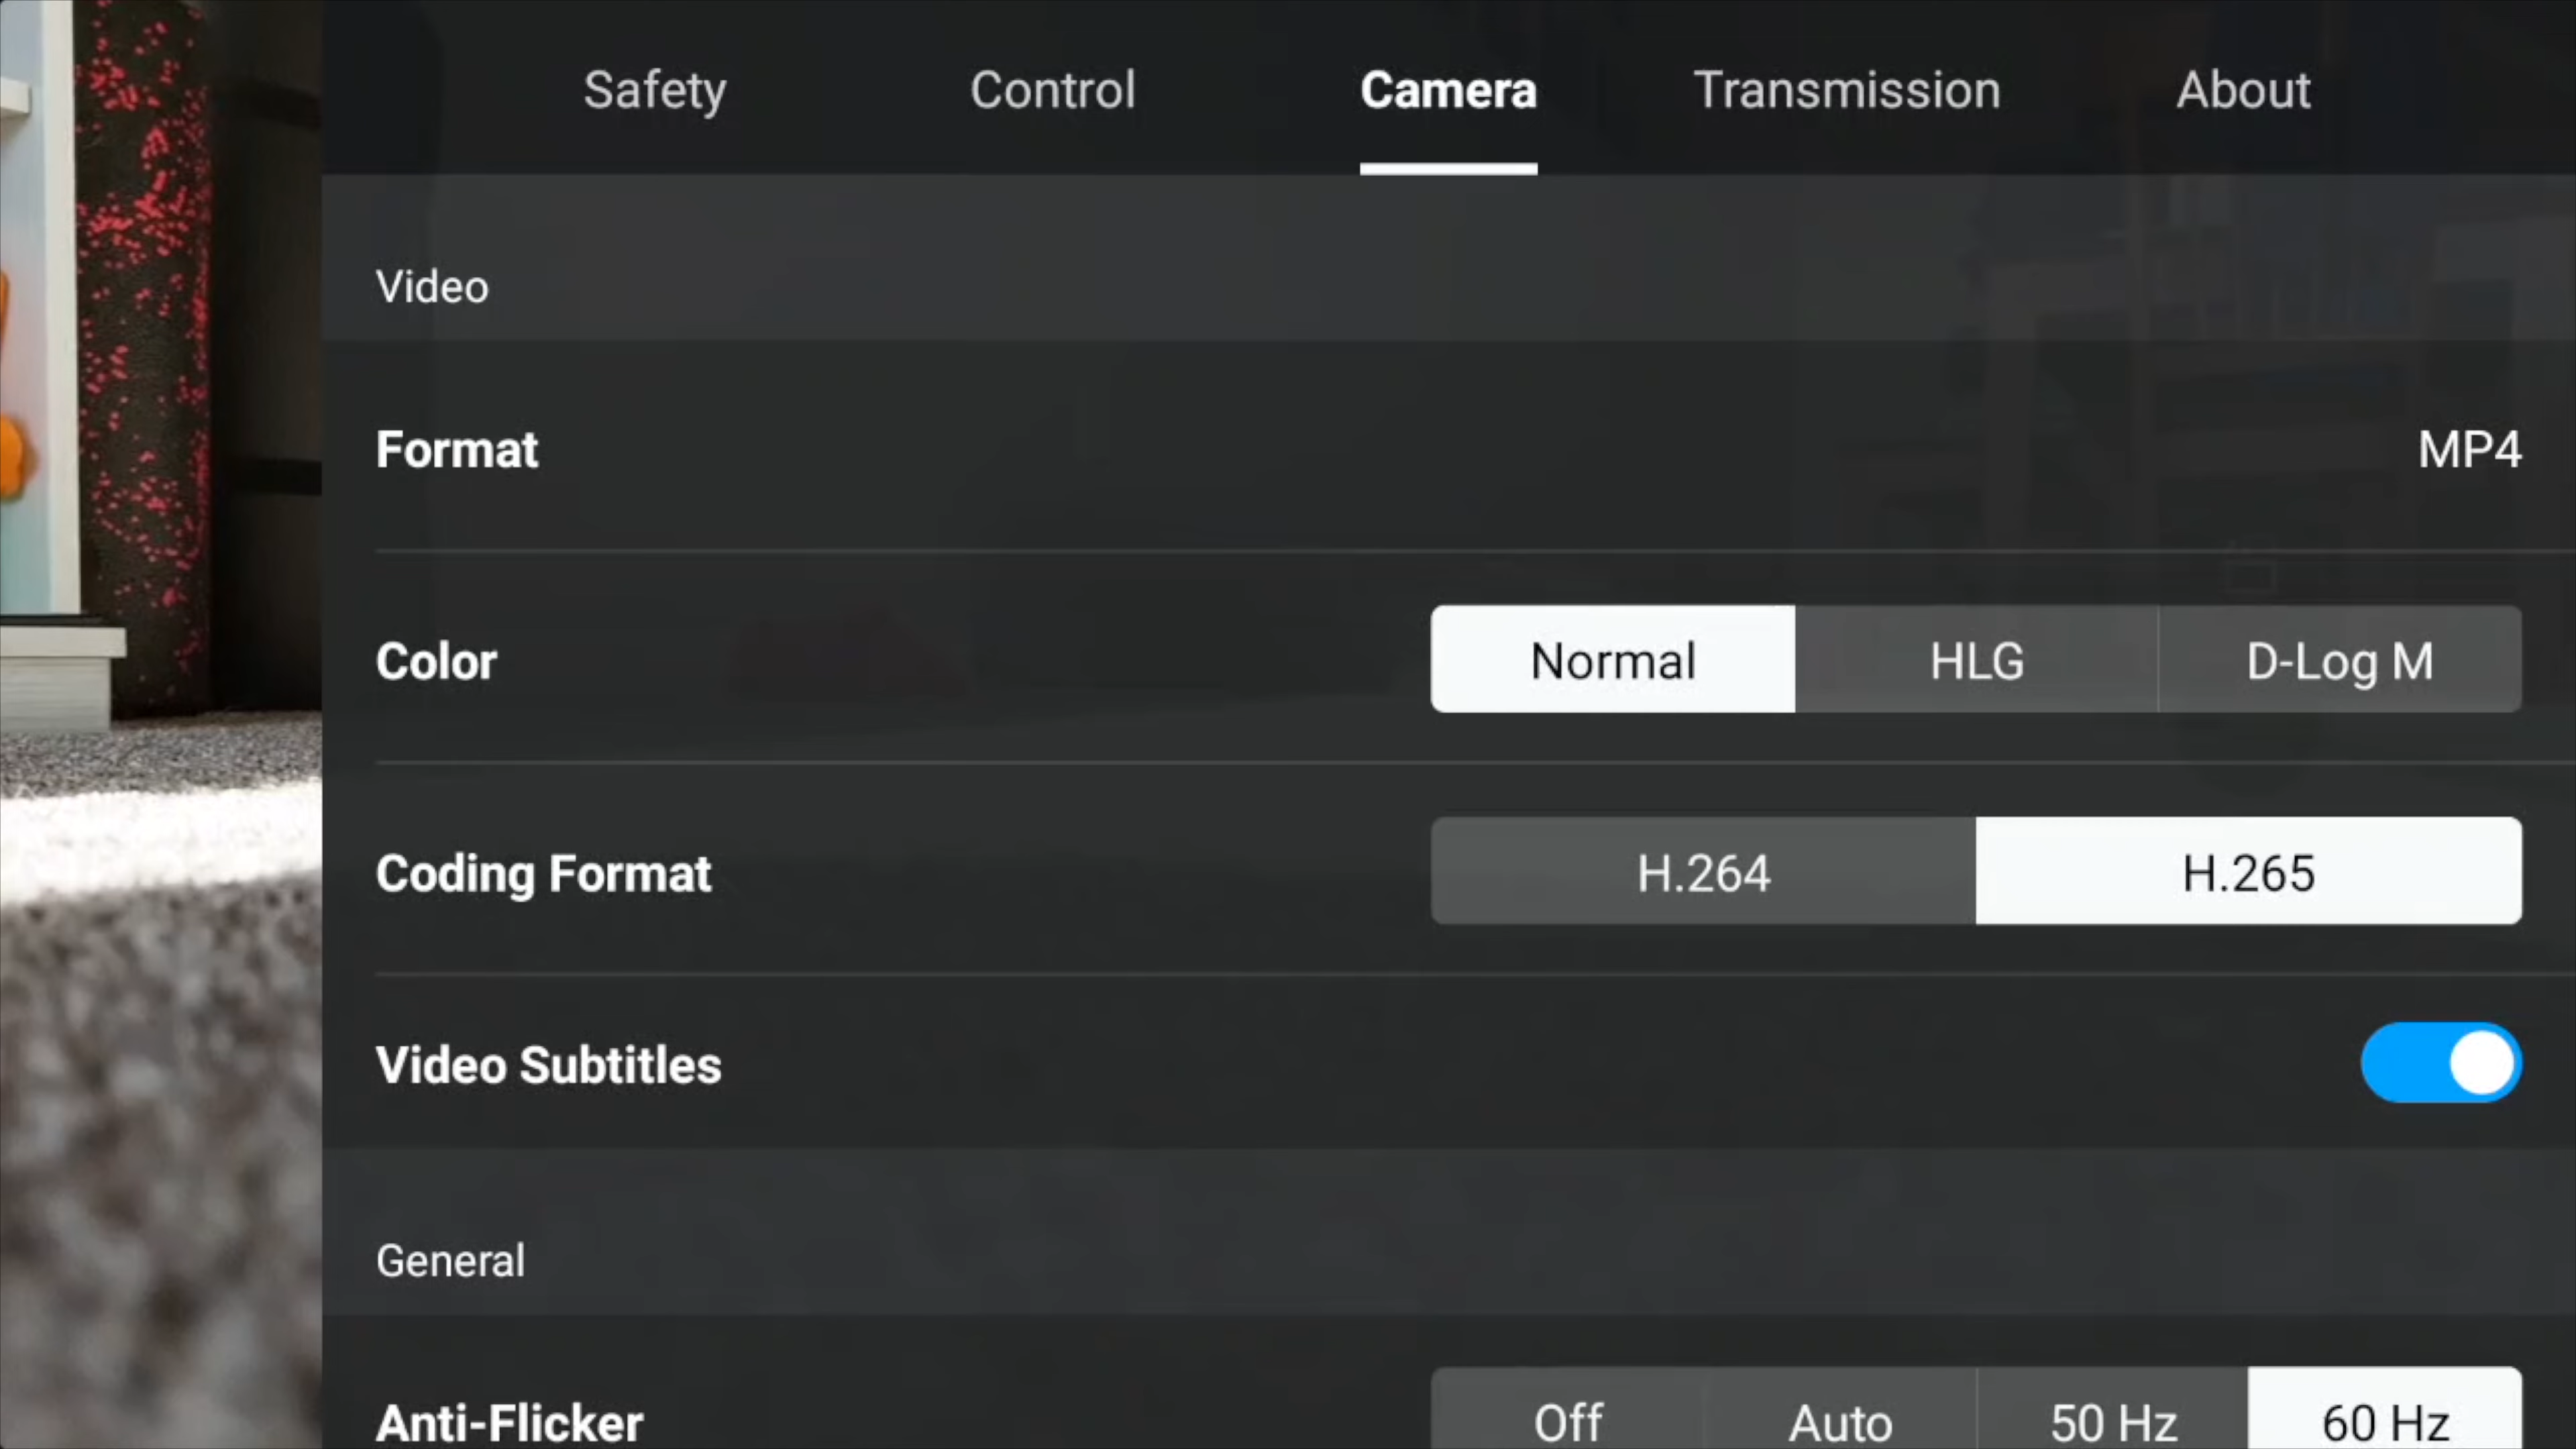 Safety Control Camera Transmission About
Video
Format MP4
Color Normal HLG D-Log M
Coding Format H.264 H.265
Video Subtitles
General
Anti-Flicker Off Auto 50 Hz 60 Hz